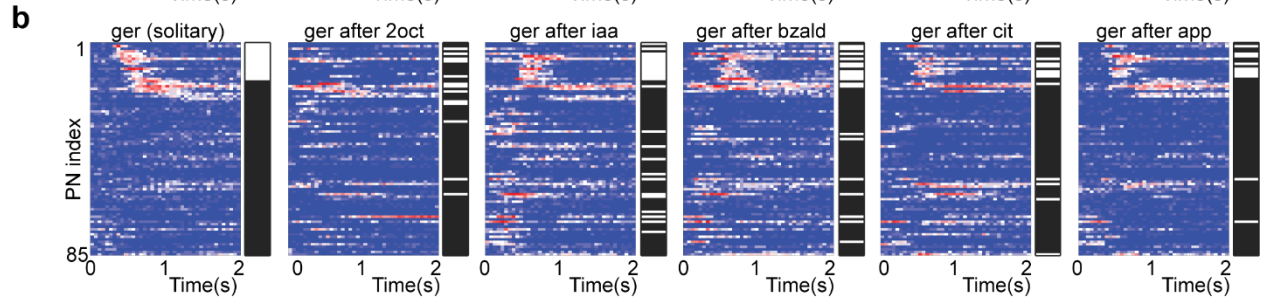 b
ger (solitary) ger after 2oct ger after iaa ger after bzald ger after cit ger after app
1
PN index
85
0 1 2 0 1 2 0 1 2 0 1 2 0 1 2 0 1 2
Time(s) Time(s) Time(s) Time(s) Time(s) Time(s)